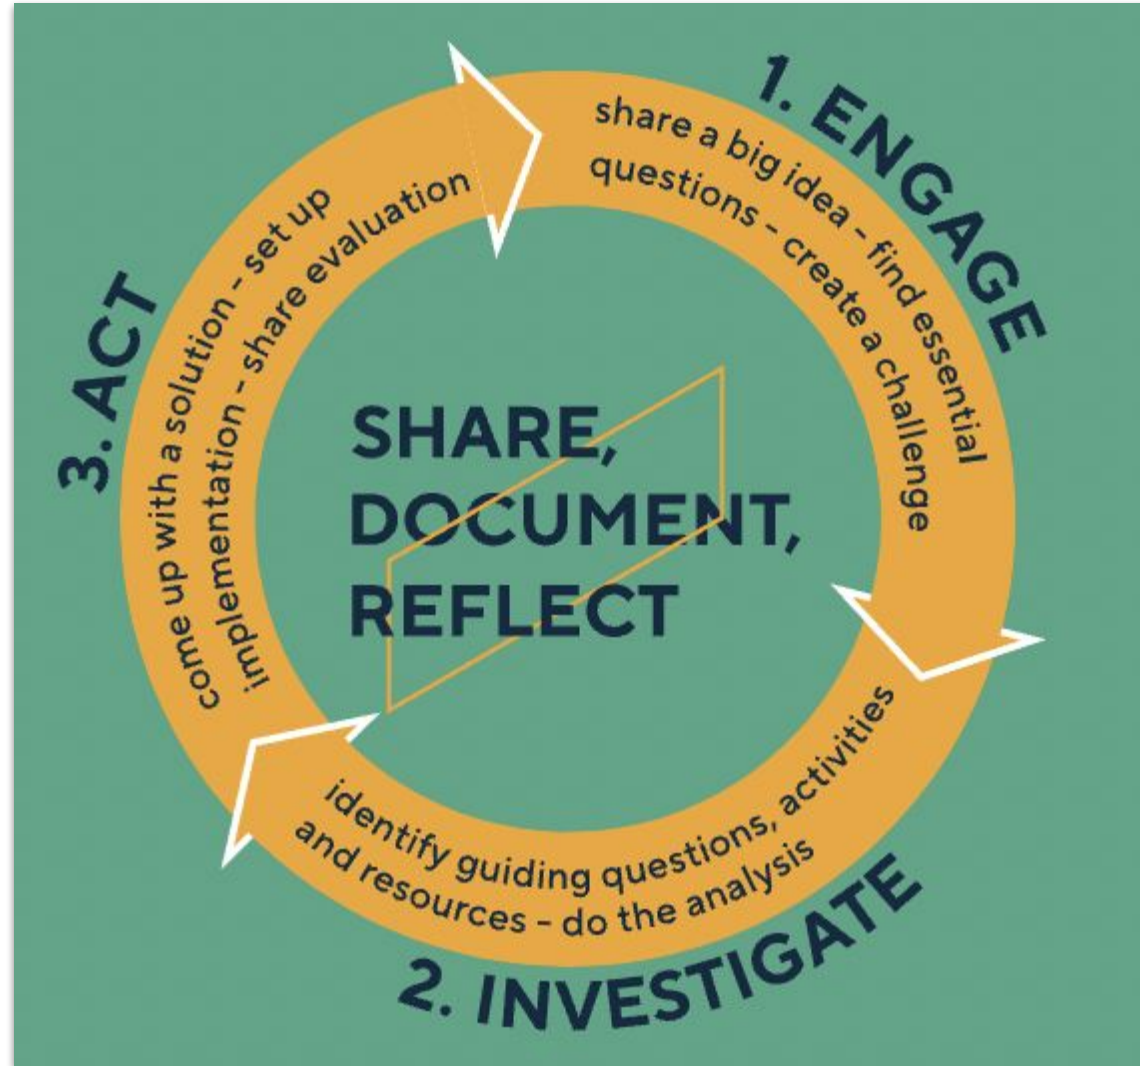 1. ENGAGE
share a big idea - find essential
questions - create a challenge
2. INVESTIGATE
identify guiding questions, activities
and resources - do the analysis
3. ACT
come up with a solution - set up
implementation - share evaluation
SHARE,
DOCUMENT,
REFLECT